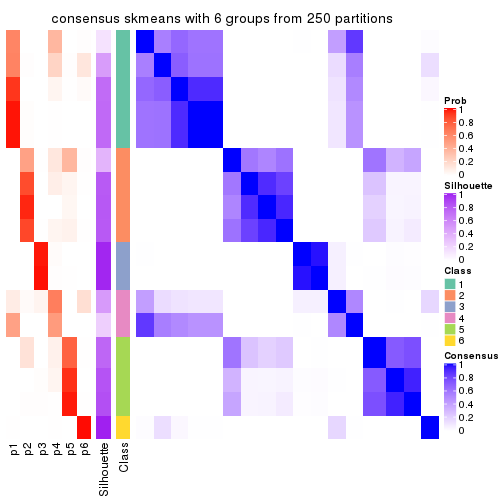 consensus skmeans with 6 groups from 250 partitions
Prob
1
0.8
0.6
0.4
0.2
0
Silhouette
1
0.8
0.6
0.4
0.2
0
Class
1
2
3
4
5
6
Consensus
1
0.8
0.6
0.4
0.2
0
p1
p2
p3
p4
p5
p6
Silhouette
Class